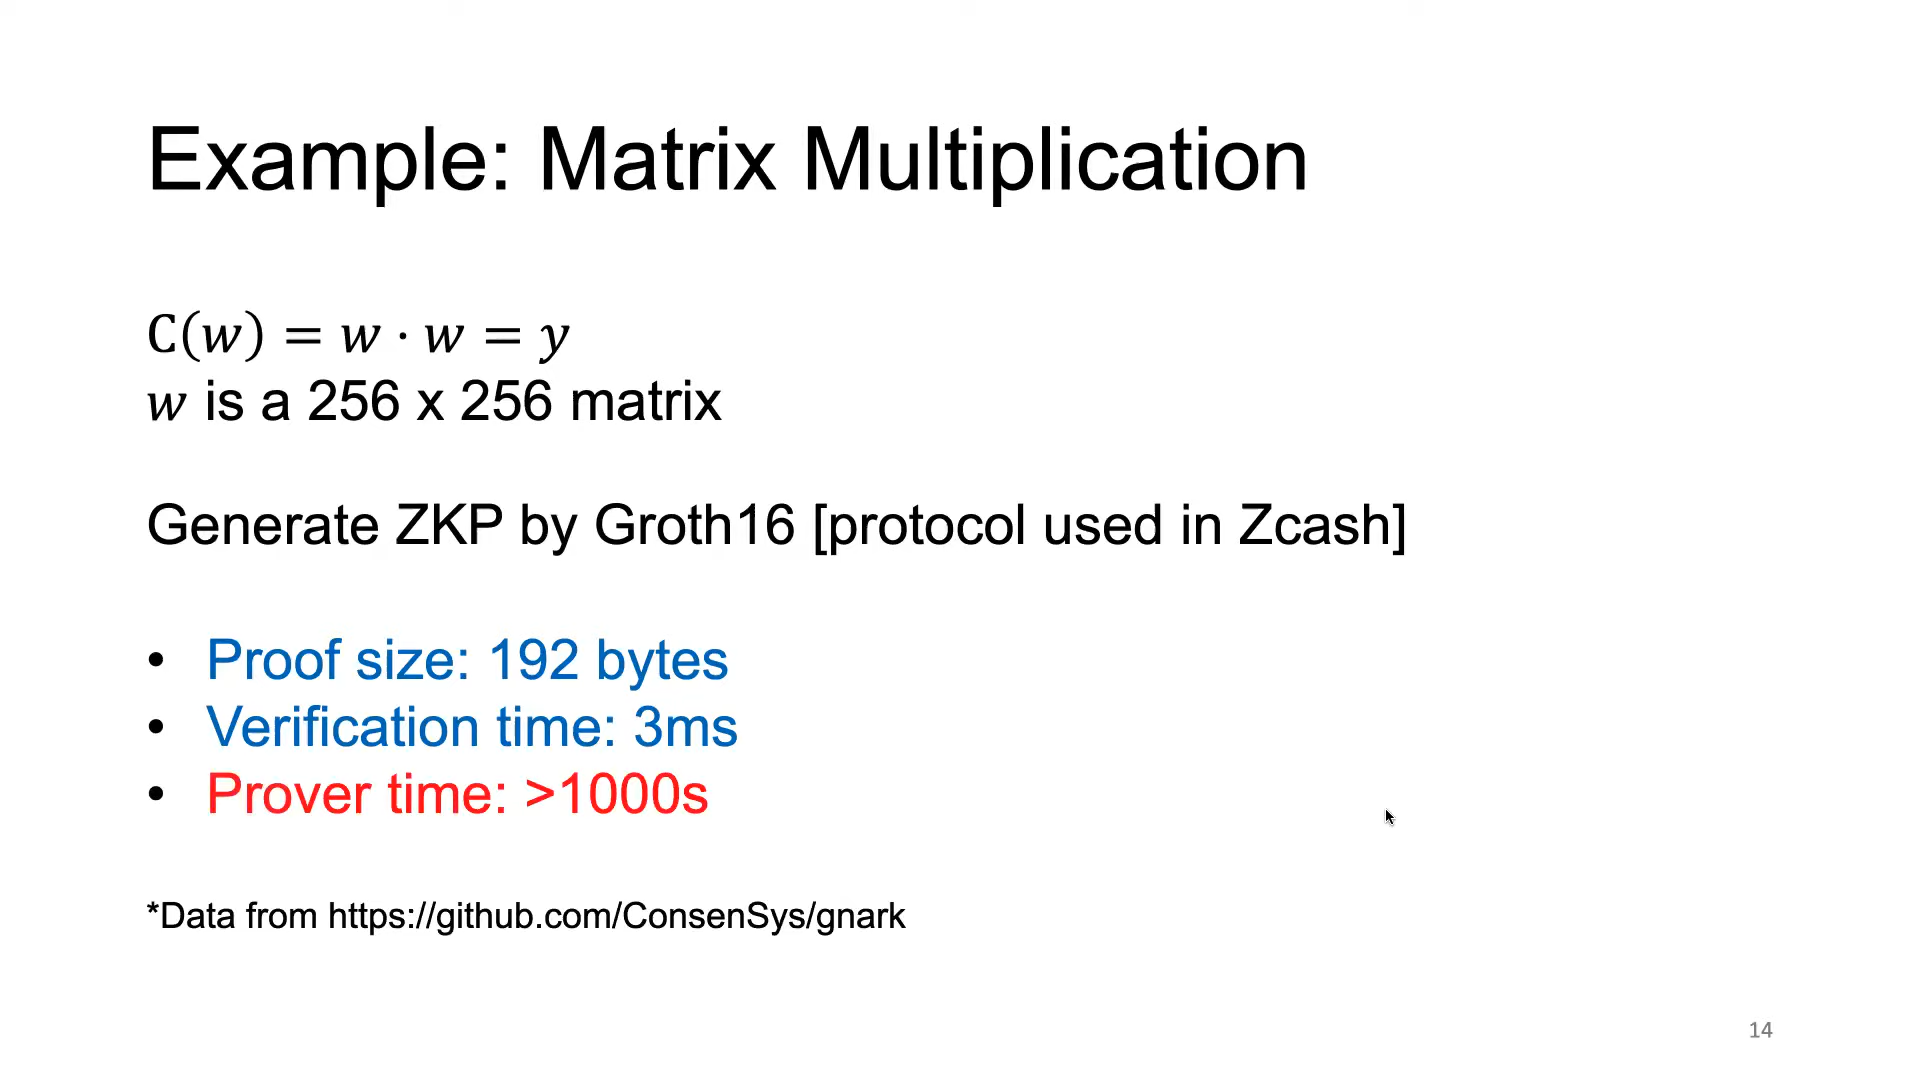 Example: Matrix Multiplication
C(w) = w · w = y
w is a 256 x 256 matrix
Generate ZKP by Groth16 [protocol used in Zcash]
• Proof size: 192 bytes
• Verification time: 3ms
• Prover time: >1000s
*Data from https://github.com/ConsenSys/gnark
14